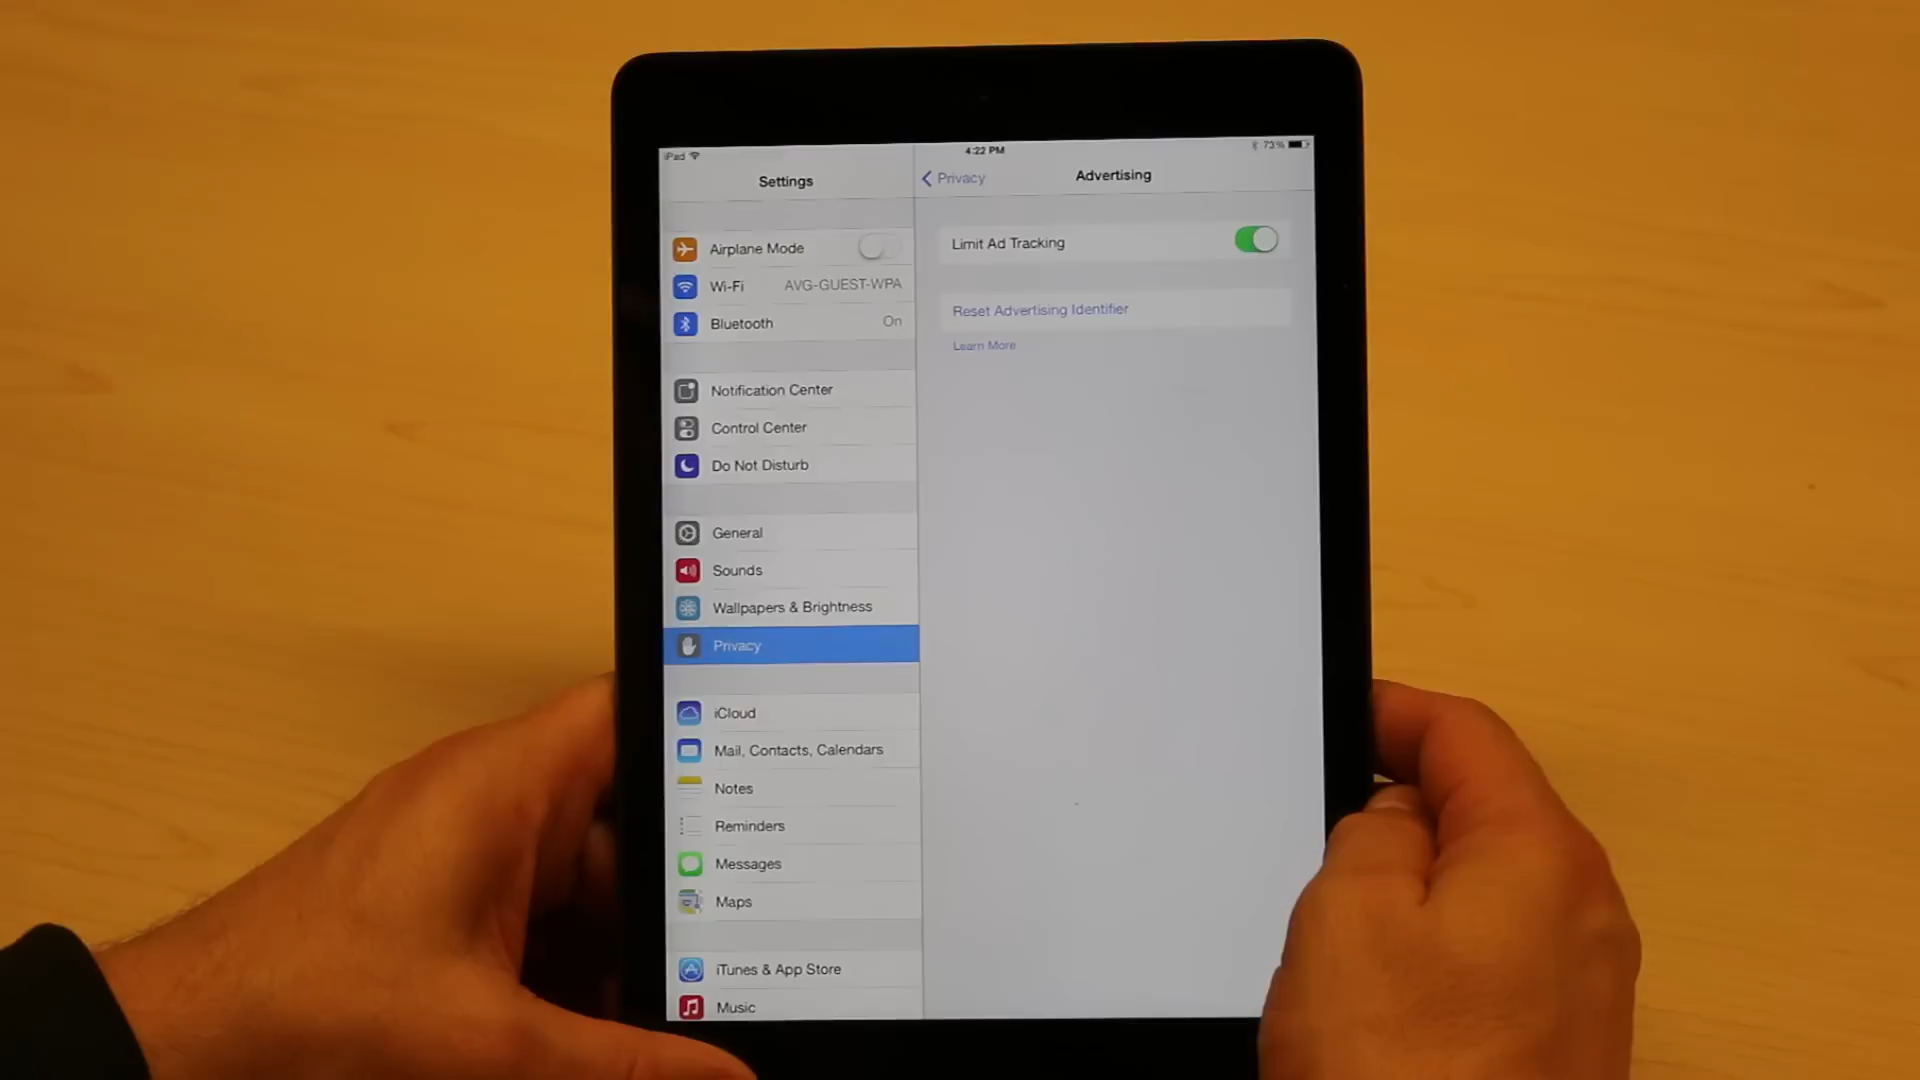 iPad
4:22 PM
73%
Settings
Privacy
Advertising
Airplane Mode
Wi-Fi
AVG-GUEST-WPA
Bluetooth
On
Notification Center
Control Center
Do Not Disturb
General
Sounds
Wallpapers & Brightness
Privacy
iCloud
Mail, Contacts, Calendars
Notes
Reminders
Messages
Maps
iTunes & App Store
Music
Limit Ad Tracking
Reset Advertising Identifier
Learn More